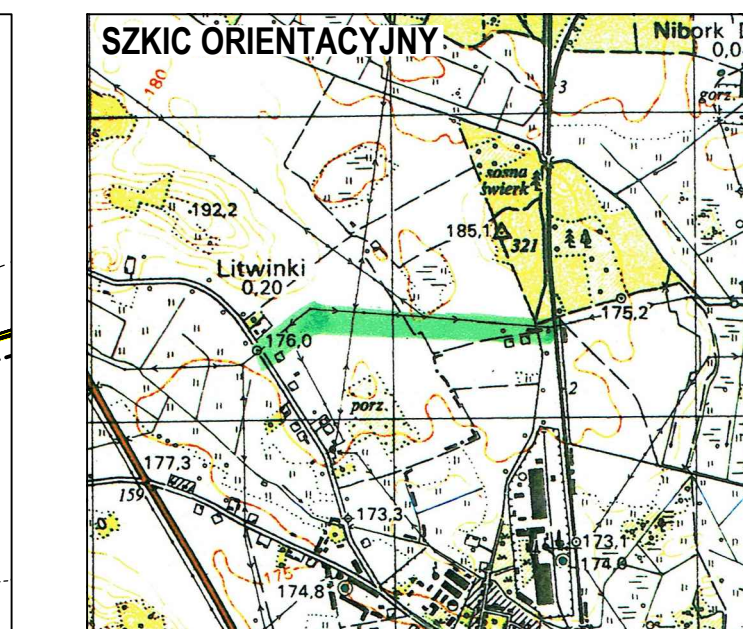 SZKIC ORIENTACYJNY
Nibork
0,0
180
3
gorz.
sosna
świerk
192,2
185,1
321
Litwinki
0,20
175,2
176,0
2
porz.
177,3
159
173,3
173,1
174,0
175
174,8